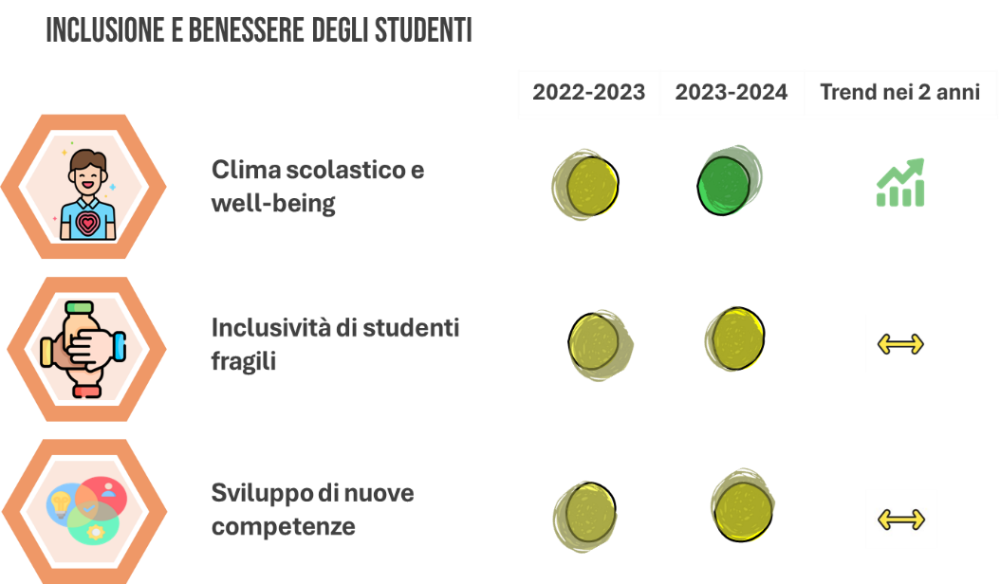 INCLUSIONE E BENESSERE DEGLI STUDENTI
2022-2023 2023-2024 Trend nei 2 anni
Clima scolastico e
well-being
Inclusività di studenti
fragili
Sviluppo di nuove
competenze